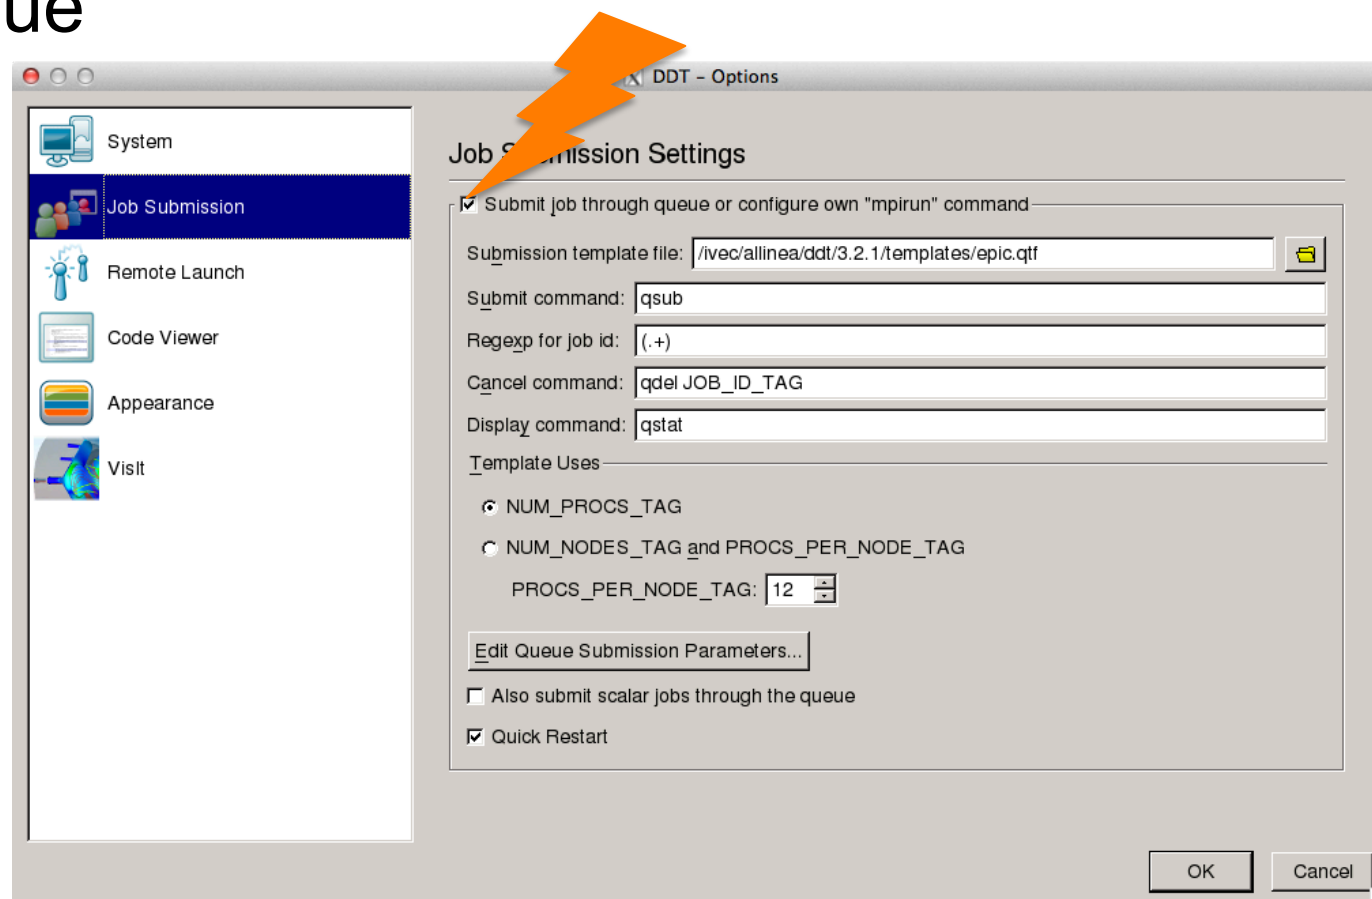 ue
DDT – Options
System
Job Submission
Remote Launch
Code Viewer
Appearance
VisIt
Job Submission Settings
Submit job through queue or configure own "mpirun" command
Submission template file: /ivec/allinea/ddt/3.2.1/templates/epic.qtf
Submit command: qsub
Regexp for job id: (.+)
Cancel command: qdel JOB_ID_TAG
Display command: qstat
Template Uses
NUM_PROCS_TAG
NUM_NODES_TAG and PROCS_PER_NODE_TAG
PROCS_PER_NODE_TAG: 12
Edit Queue Submission Parameters...
Also submit scalar jobs through the queue
Quick Restart
OK Cancel